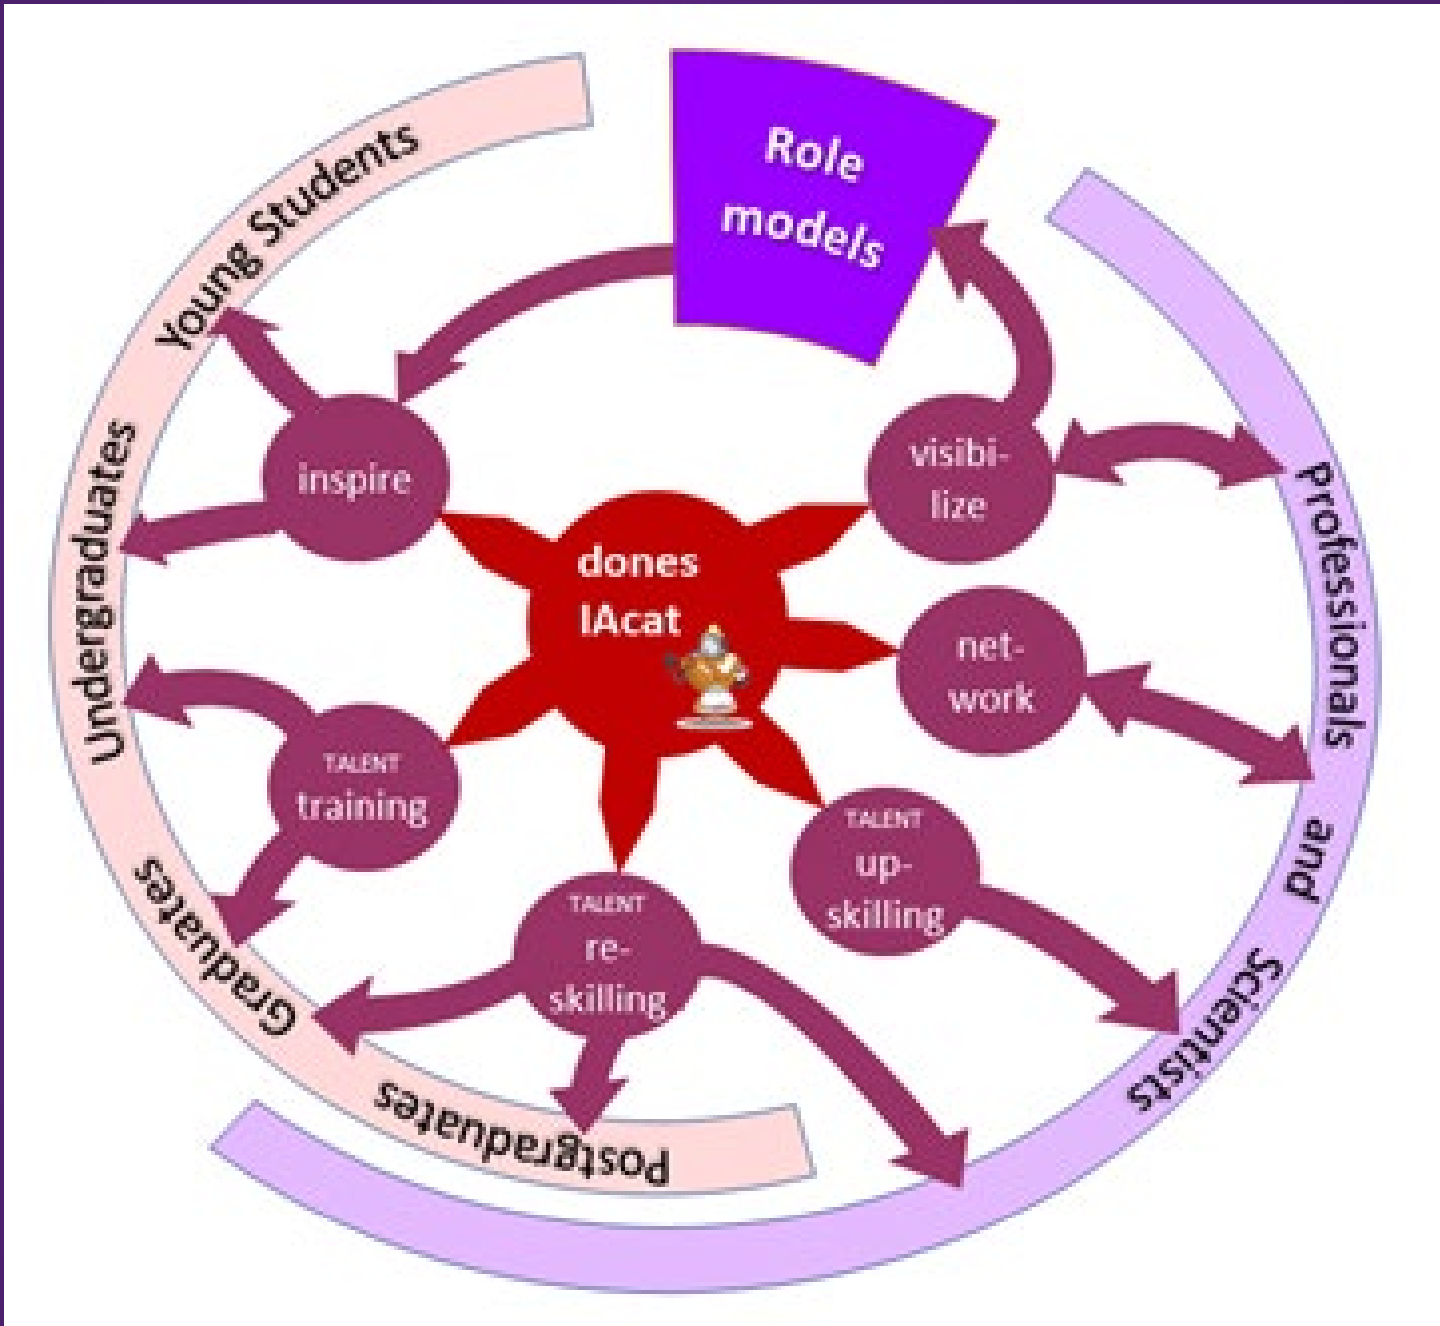 Role
models
Young Students
Undergraduates
Graduates
Postgraduates
Professionals and Scientists
inspire
visibi-
lize
dones
IAcat
net-
work
TALENT
training
TALENT
up-
skilling
TALENT
re-
skilling